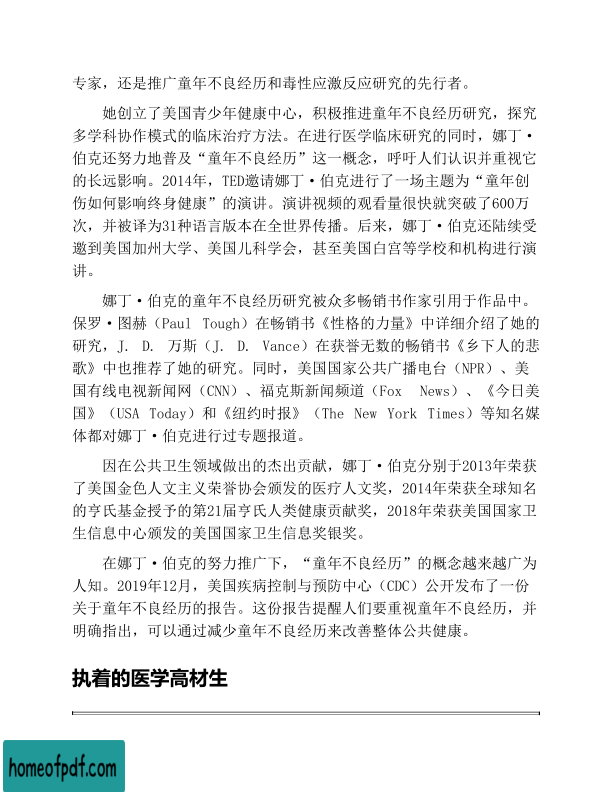 专家，还是推广童年不良经历和毒性应激反应研究的先行者。
她创立了美国青少年健康中心，积极推进童年不良经历研究，探究
多学科协作模式的临床治疗方法。在进行医学临床研究的同时，娜丁·
伯克还努力地普及“童年不良经历”这一概念，呼吁人们认识并重视它
的长远影响。2014年，TED邀请娜丁·伯克进行了一场主题为“童年创
伤如何影响终身健康”的演讲。演讲视频的观看量很快就突破了600万
次，并被译为31种语言版本在全世界传播。后来，娜丁·伯克还陆续受
邀到美国加州大学、美国儿科学会，甚至美国白宫等学校和机构进行演
讲。
娜丁·伯克的童年不良经历研究被众多畅销书作家引用于作品中。
保罗·图赫（Paul Tough）在畅销书《性格的力量》中详细介绍了她的
研究，J. D. 万斯（J. D. Vance）在获誉无数的畅销书《乡下人的悲
歌》中也推荐了她的研究。同时，美国国家公共广播电台（NPR）、美
国有线电视新闻网（CNN）、福克斯新闻频道（Fox News）、《今日美
国》（USA Today）和《纽约时报》（The New York Times）等知名媒
体都对娜丁·伯克进行过专题报道。
因在公共卫生领域做出的杰出贡献，娜丁·伯克分别于2013年荣获
了美国金色人文主义荣誉协会颁发的医疗人文奖，2014年荣获全球知名
的亨氏基金授予的第21届亨氏人类健康贡献奖，2018年荣获美国国家卫
生信息中心颁发的美国国家卫生信息奖银奖。
在娜丁·伯克的努力推广下，“童年不良经历”的概念越来越广为
人知。2019年12月，美国疾病控制与预防中心（CDC）公开发布了一份
关于童年不良经历的报告。这份报告提醒人们要重视童年不良经历，并
明确指出，可以通过减少童年不良经历来改善整体公共健康。
执着的医学高材生
homeofpdf.com